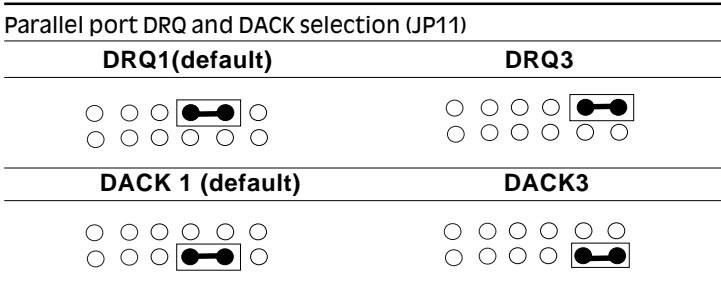 Parallel port DRQ and DACK selection (JP11)
DRQ1(default) DRQ3
DACK 1 (default) DACK3